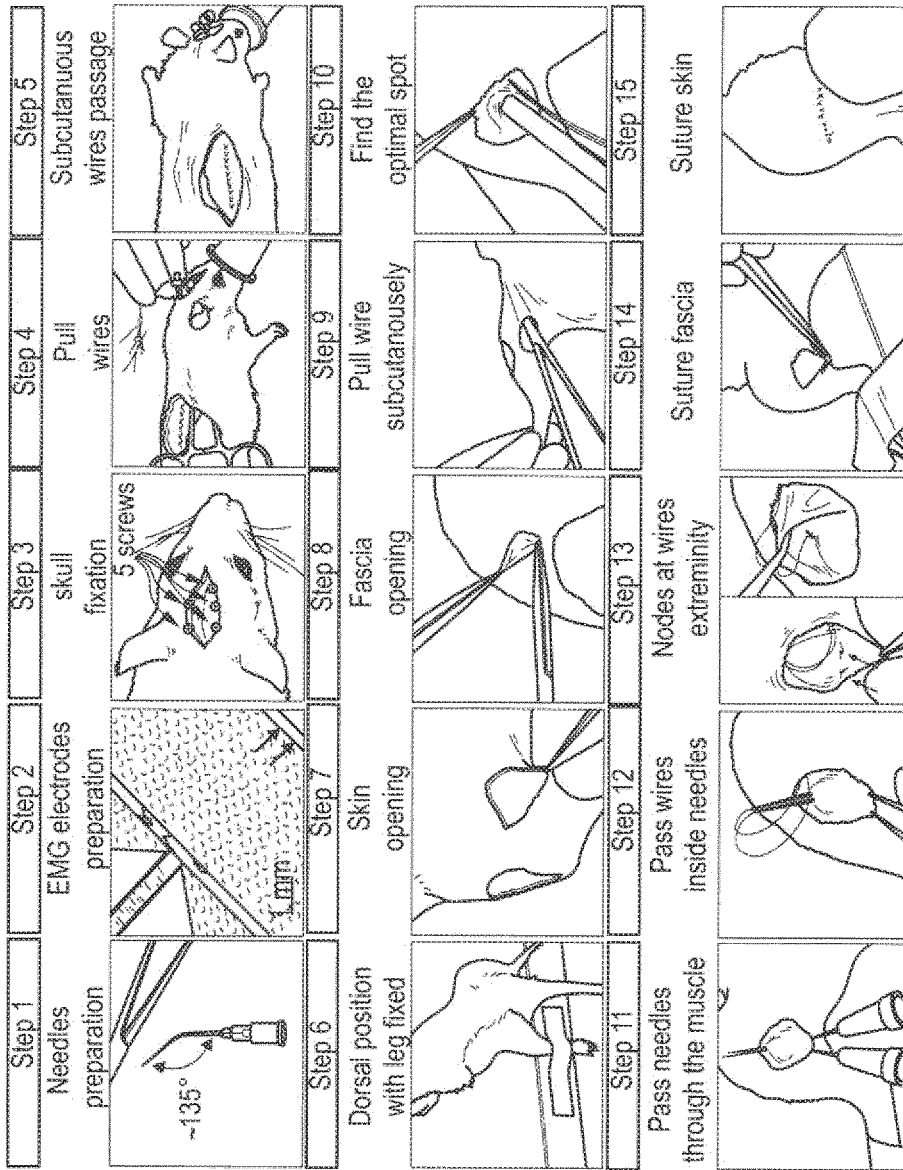 Step 1
Needles
preparation
~135°
Step 2
EMG electrodes
preparation
1 mm
Step 3
skull
fixation
5 screws
Step 4
Pull
wires
Step 5
Subcutanuous
wires passage
Step 6
Dorsal position
with leg fixed
Step 7
Skin
opening
Step 8
Fascia
opening
Step 9
Pull wire
subcutanousely
Step 10
Find the
optimal spot
Step 11
Pass needles
through the muscle
Step 12
Pass wires
inside needles
Step 13
Nodes at wires
extreminity
Step 14
Suture fascia
Step 15
Suture skin